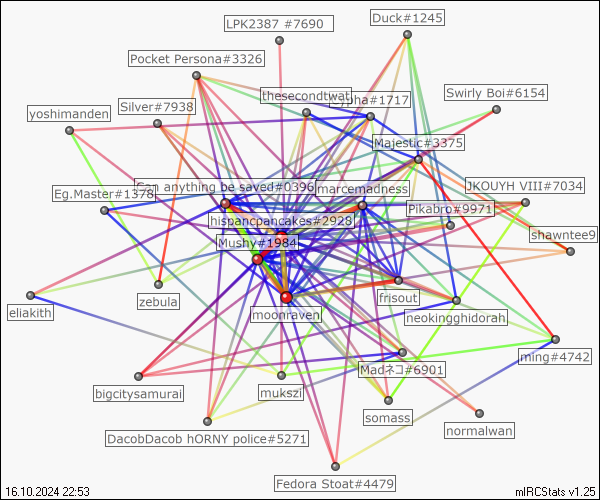 LPK2387 #7690
Duck#1245
Pocket Persona#3326
Swirly Boi#6154
thesecondtwat
Silver#7938
yoshimanden
Majestic#3375
Can anything be saved#0396
marcemadness
JKOUYH VIII#7034
Eg.Master#1378
Pikabro#9971
hispancpancakes#2928
shawntee9
Mushy#1984
frisout
zebula
eliakith
moonraven
neokingghidorah
ming#4742
Madネコ#6901
bigcitysamurai
mukszi
somass
normalwan
DacobDacob hORNY police#5271
Fedora Stoat#4479
16.10.2024 22:53
mIRCStats v1.25